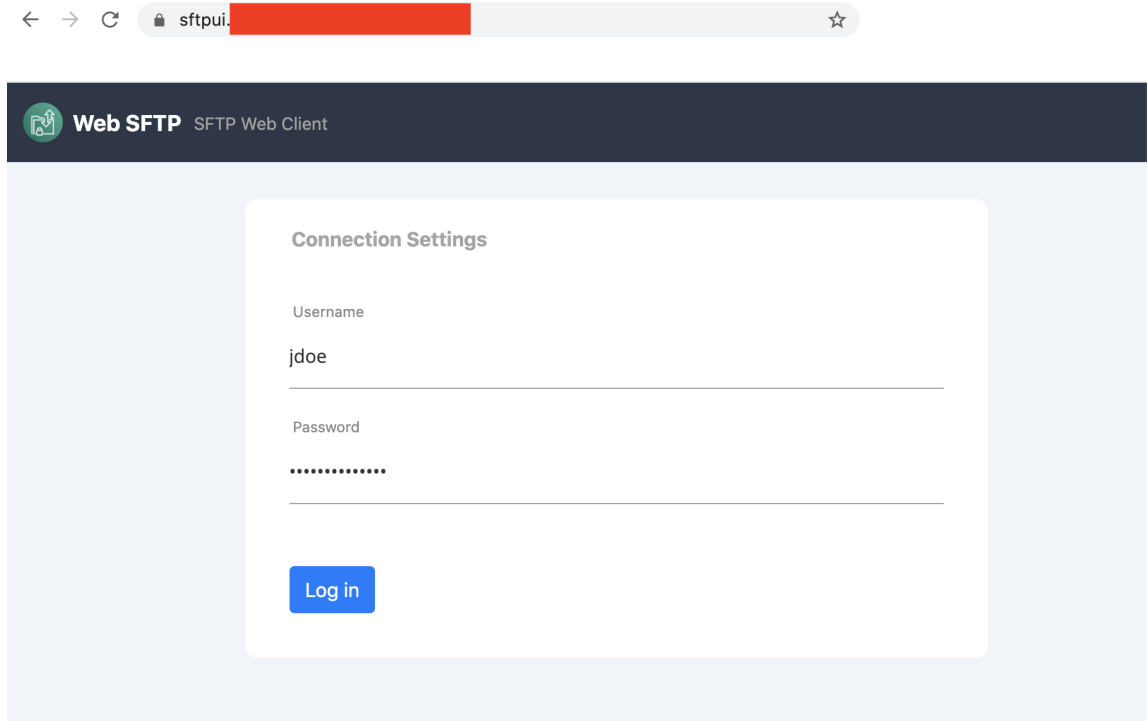 sftpui.
Web SFTP SFTP Web Client
Connection Settings
Username
jdoe
Password
••••••••••••••
Log in